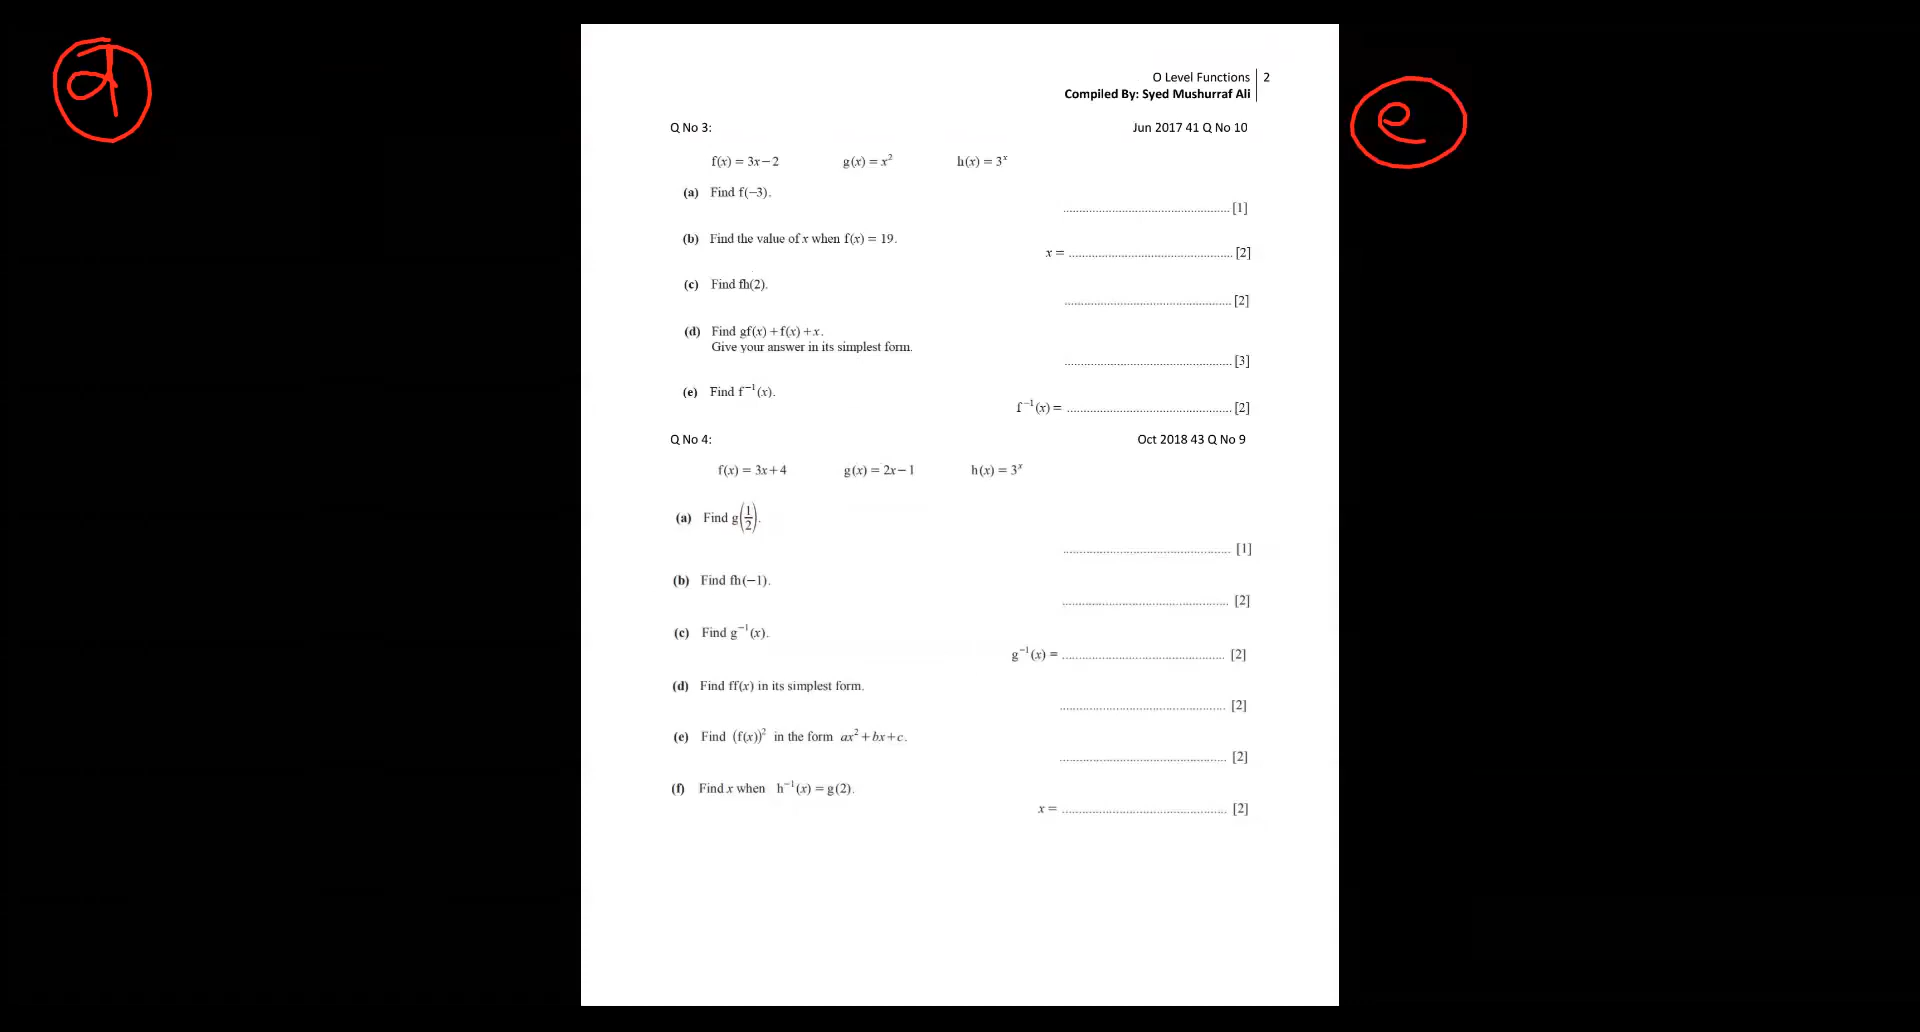 d
e
O Level Functions | 2
Compiled By: Syed Mushurraf Ali
Q No 3: Jun 2017 41 Q No 10
f(x) = 3x−2 g(x) = x² h(x) = 3ˣ
(a) Find f(−3).
................................................... [1]
(b) Find the value of x when f(x) = 19.
x = .................................................. [2]
(c) Find fh(2).
................................................... [2]
(d) Find gf(x) + f(x) + x.
Give your answer in its simplest form.
................................................... [3]
(e) Find f⁻¹(x).
f⁻¹(x) = .................................................. [2]
Q No 4: Oct 2018 43 Q No 9
f(x) = 3x+4 g(x) = 2x−1 h(x) = 3ˣ
(a) Find g(1/2).
................................................... [1]
(b) Find fh(−1).
................................................... [2]
(c) Find g⁻¹(x).
g⁻¹(x) = .................................................. [2]
(d) Find ff(x) in its simplest form.
................................................... [2]
(e) Find (f(x))² in the form ax²+bx+c.
................................................... [2]
(f) Find x when h⁻¹(x) = g(2).
x = .................................................. [2]